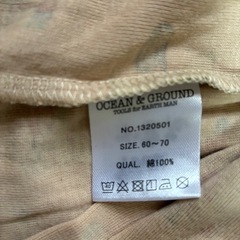 OCEAN & GROUND
TOOLS for EARTH MAN
NO.1320501
SIZE. 60～70
QUAL. 綿100%